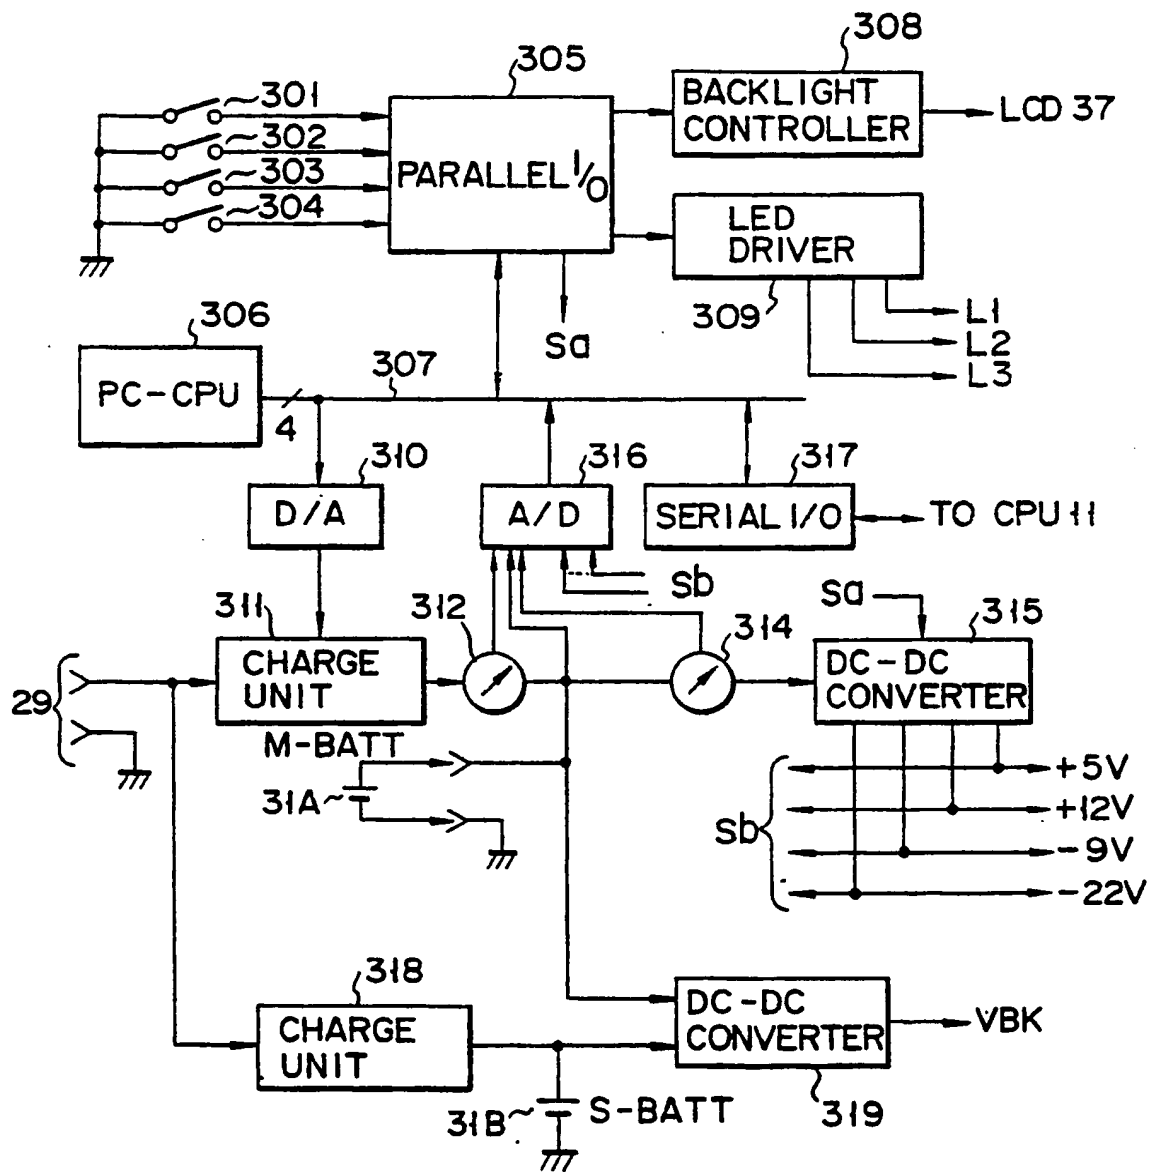 308
305
301
BACKLIGHT
CONTROLLER
LCD 37
302
303
PARALLEL I/O
304
LED
DRIVER
306
309
L1
Sa
L2
307
L3
PC-CPU
4
310
316
317
D/A
A/D
SERIAL I/O
TO CPU 11
Sb
Sa
311
312
314
315
CHARGE
UNIT
DC-DC
CONVERTER
29
M-BATT
+5V
31A
+12V
Sb
-9V
-22V
318
DC-DC
CONVERTER
VBK
CHARGE
UNIT
319
31B
S-BATT